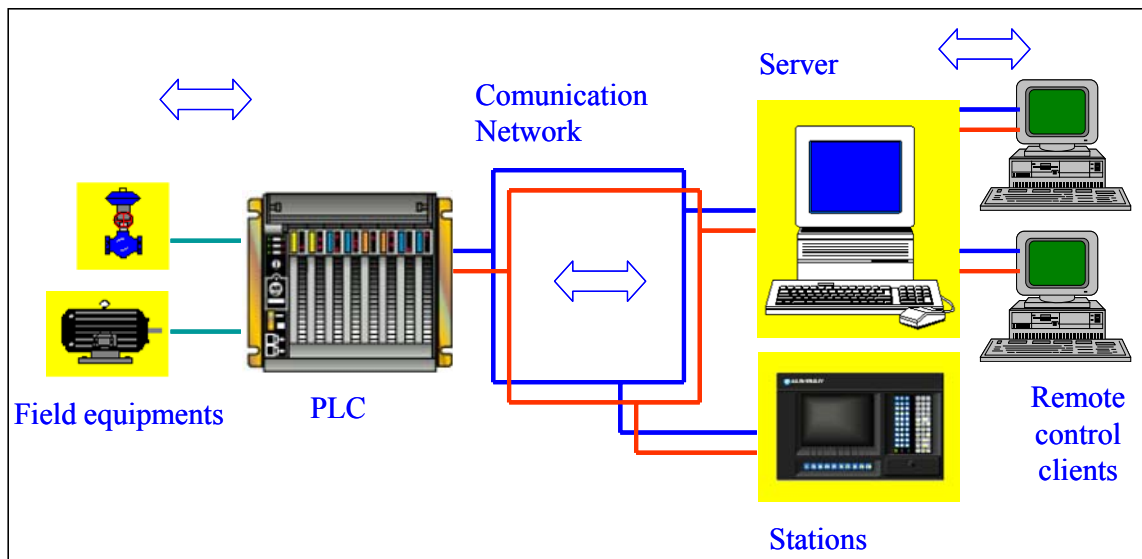 Server
Comunication
Network
Field equipments
PLC
Remote
control
clients
Stations